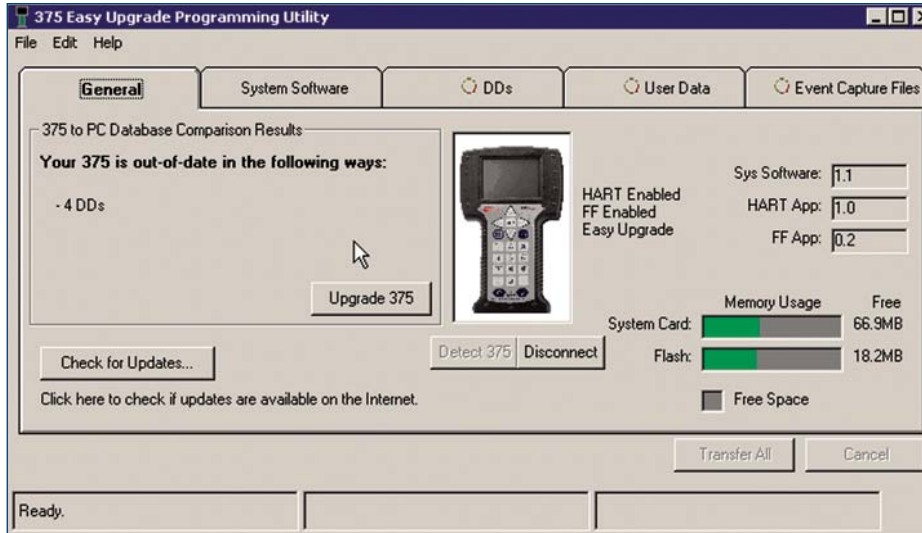 375 Easy Upgrade Programming Utility
File Edit Help
General
System Software
DDs
User Data
Event Capture Files
375 to PC Database Comparison Results
Your 375 is out-of-date in the following ways:
- 4 DDs
Upgrade 375
Check for Updates...
Click here to check if updates are available on the Internet.
HART Enabled
FF Enabled
Easy Upgrade
Detect 375
Disconnect
Sys Software: 1.1
HART App: 1.0
FF App: 0.2
Memory Usage Free
System Card: 66.9MB
Flash: 18.2MB
Free Space
Transfer All
Cancel
Ready.